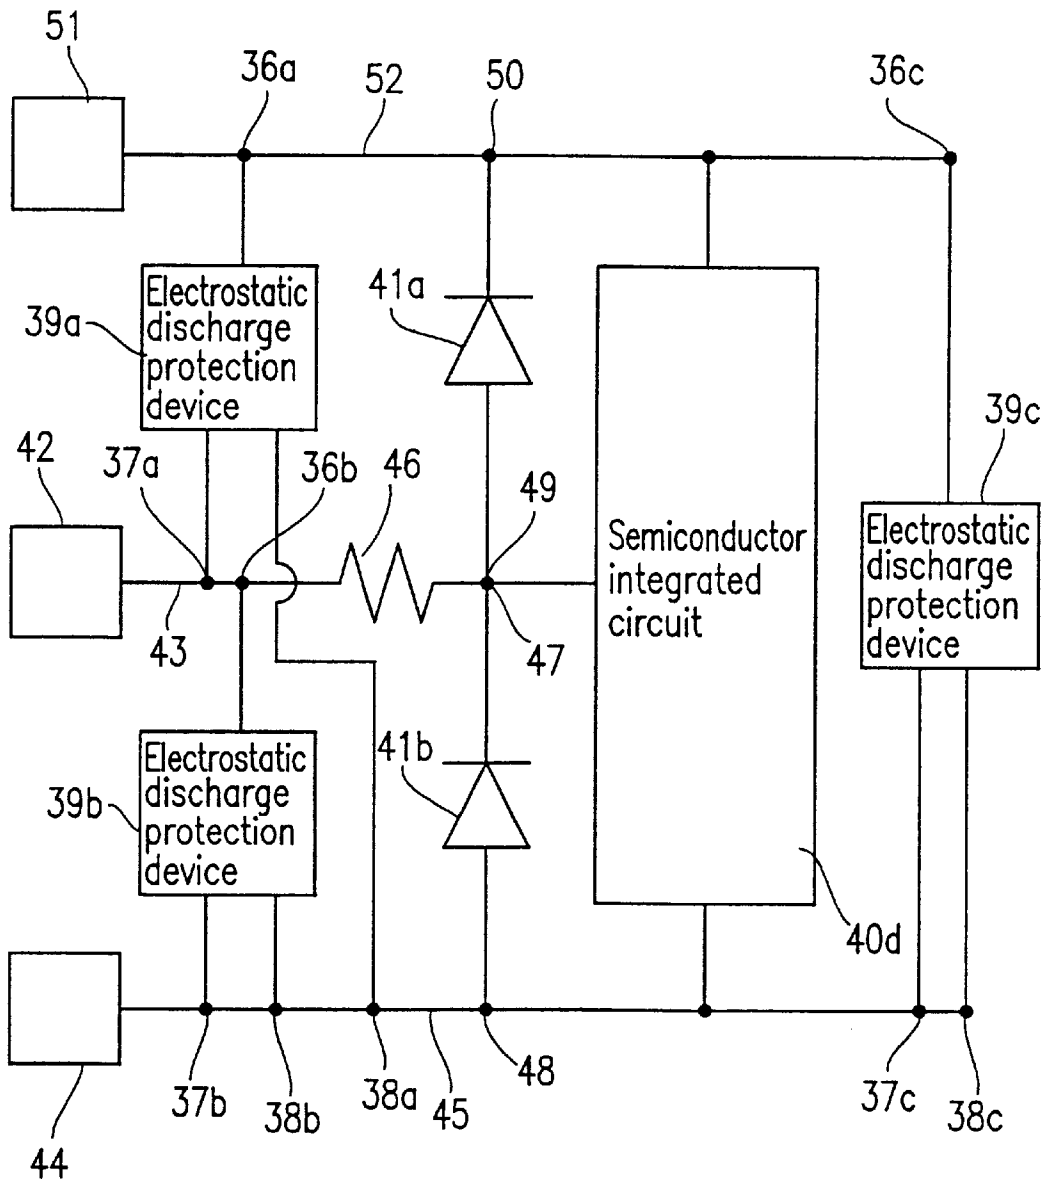 51
36a
52
50
36c
Electrostatic
discharge
protection
device
39a
41a
39c
42
37a
36b
46
49
Semiconductor
integrated
circuit
Electrostatic
discharge
protection
device
43
47
Electrostatic
discharge
protection
device
39b
41b
40d
44
37b
38b
38a
45
48
37c
38c